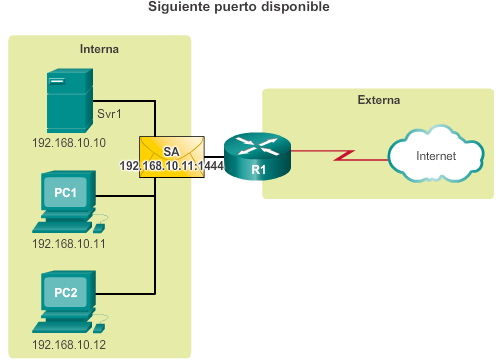 Siguiente puerto disponible
Interna
Externa
Svr1
192.168.10.10
SA
192.168.10.11:1444
R1
Internet
PC1
192.168.10.11
PC2
192.168.10.12